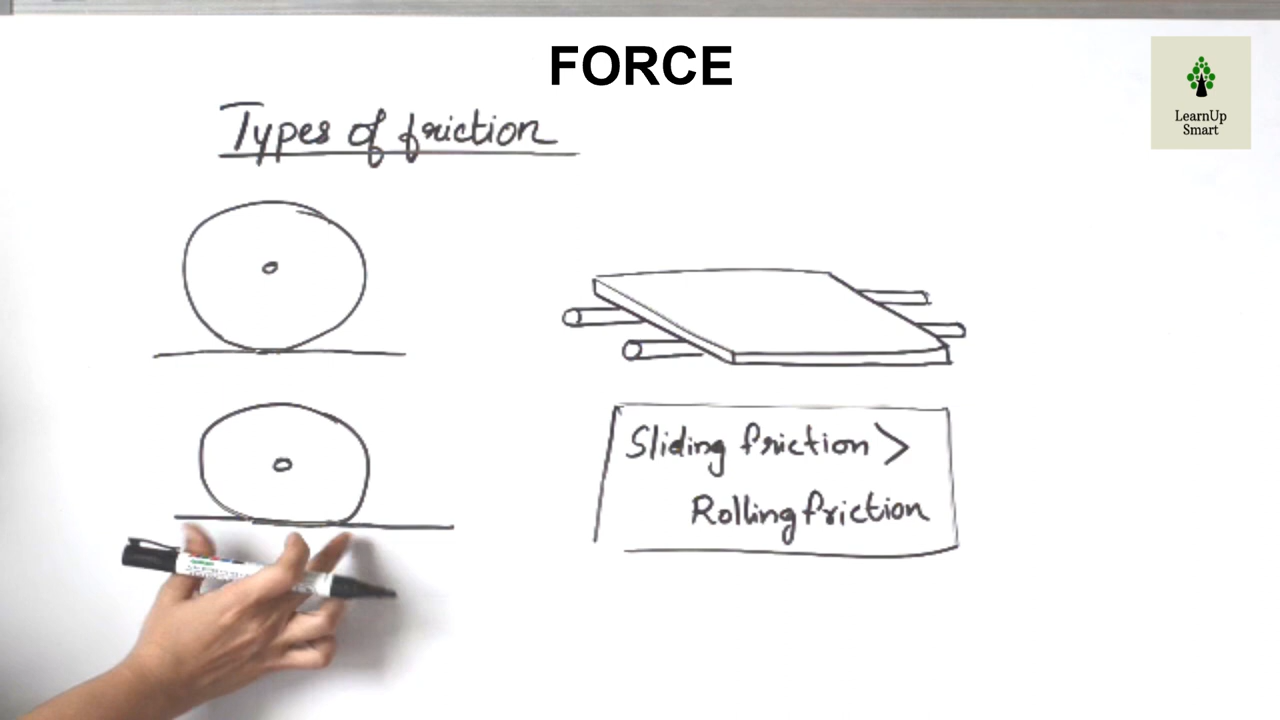 FORCE
LearnUp
Smart
Types of friction
Sliding friction >
Rolling friction